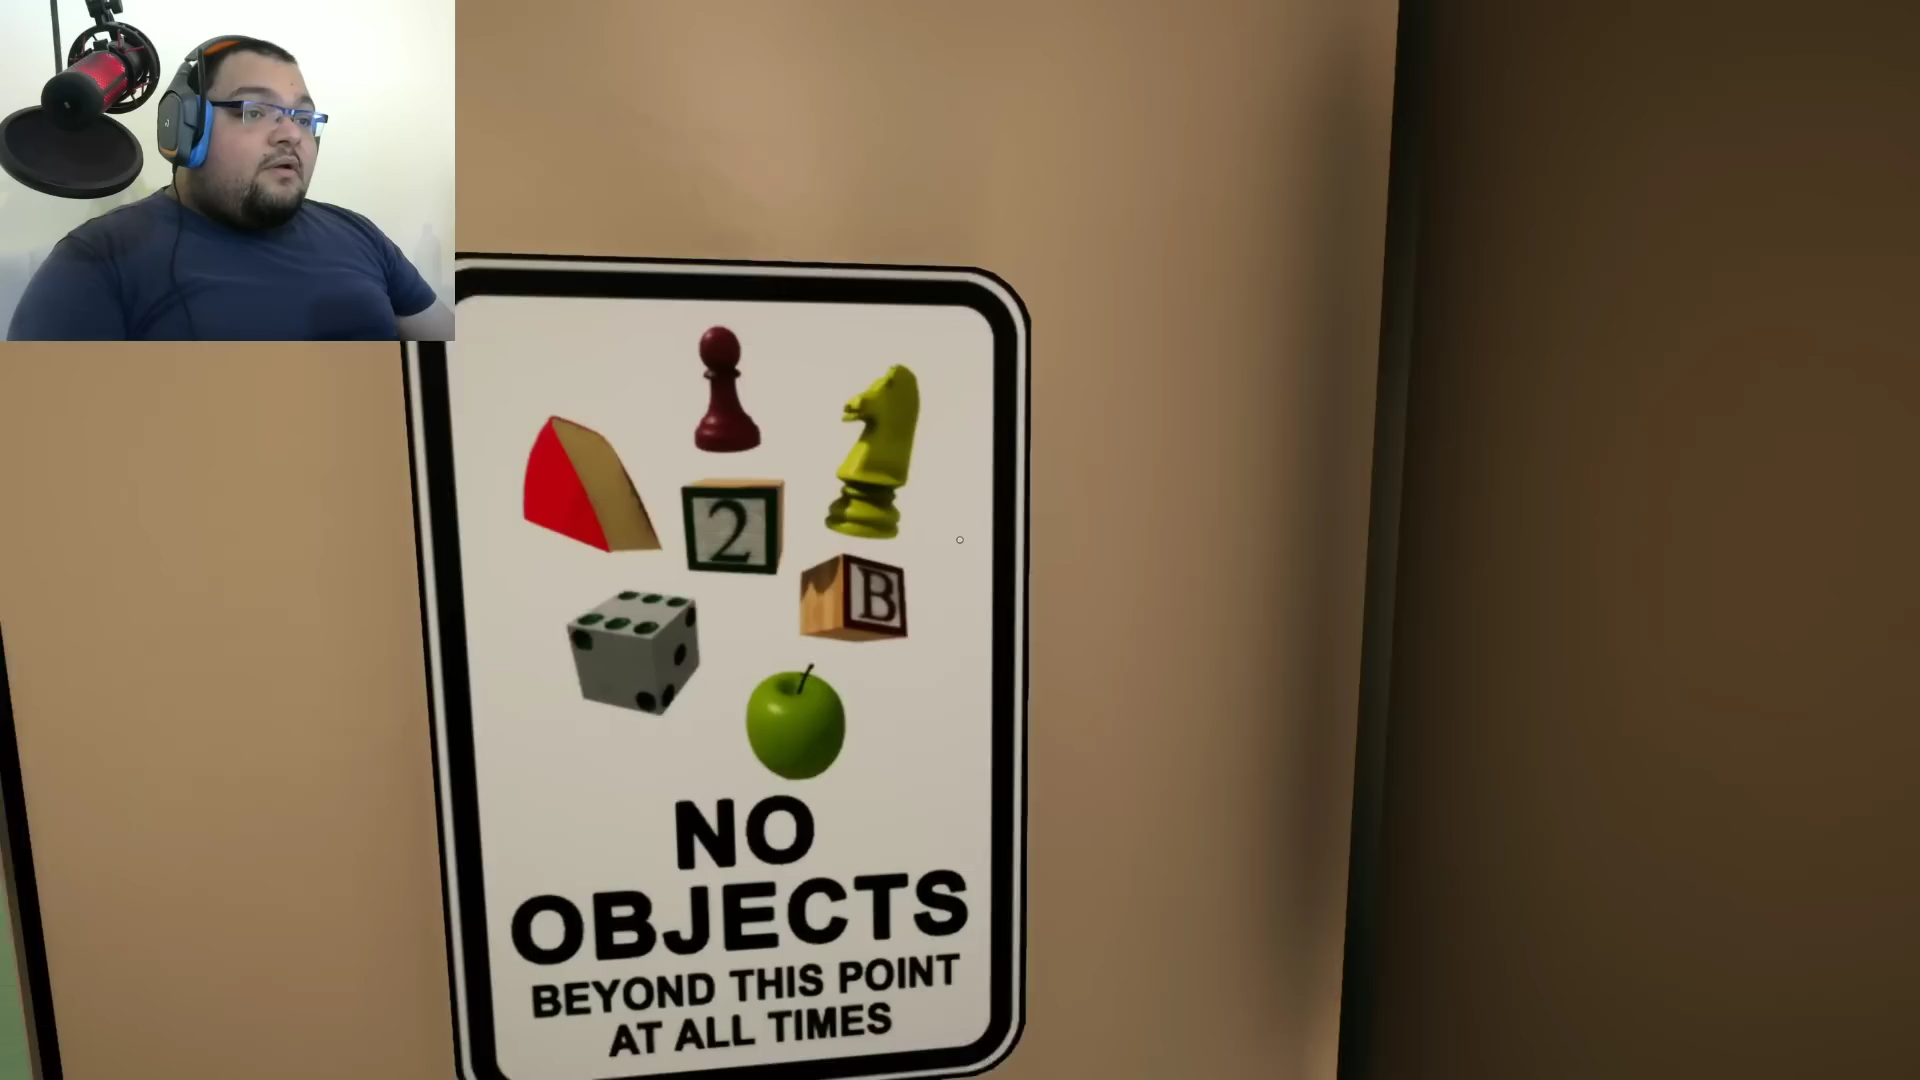 2
B
NO
OBJECTS
BEYOND THIS POINT
AT ALL TIMES